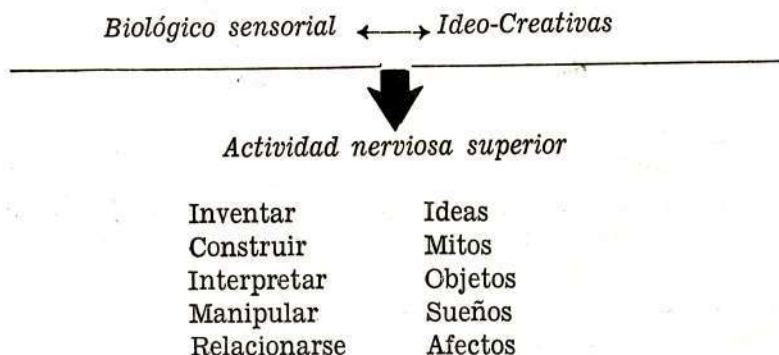 Biológico sensorial ←→ Ideo-Creativas
Actividad nerviosa superior
Inventar Ideas
Construir Mitos
Interpretar Objetos
Manipular Sueños
Relacionarse Afectos